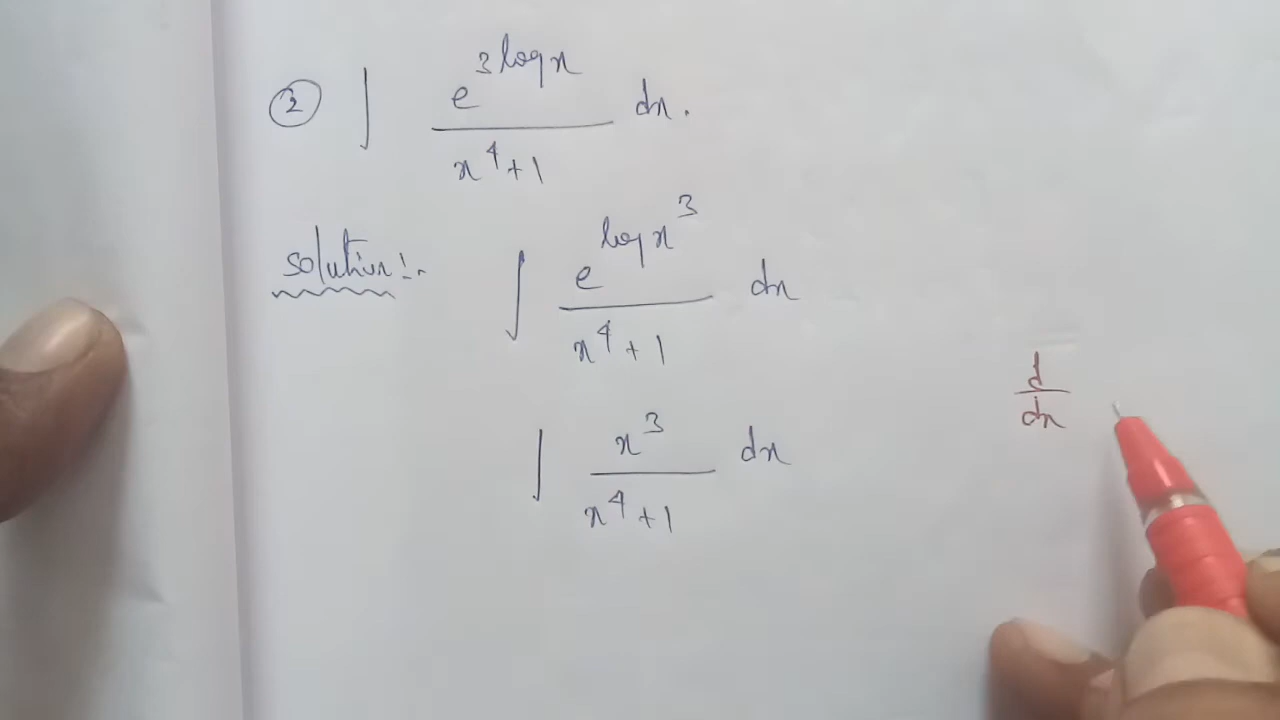 ② ∫ e^(3 log x) / (x^4 + 1) dx.
solution:- ∫ e^(log x^3) / (x^4 + 1) dx
d/dx
∫ x^3 / (x^4 + 1) dx